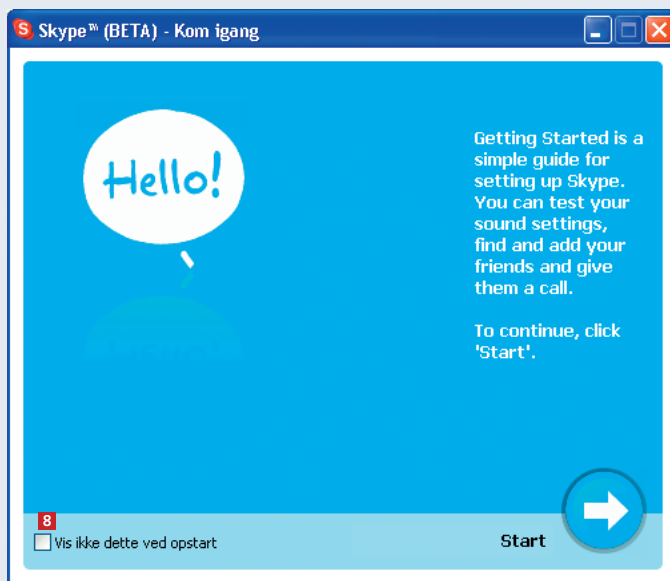 S Skype™ (BETA) - Kom igang
Hello!
Getting Started is a
simple guide for
setting up Skype.
You can test your
sound settings,
find and add your
friends and give
them a call.
To continue, click
'Start'.
8
Vis ikke dette ved opstart
Start